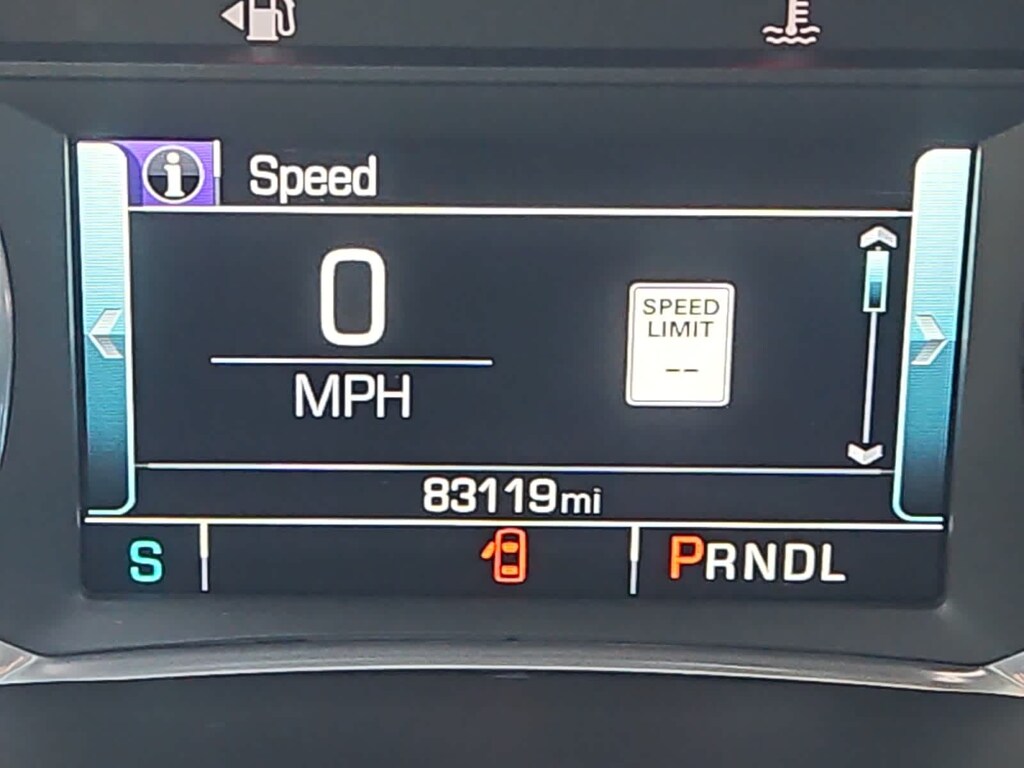 Speed
0
MPH
SPEED
LIMIT
--
83119mi
S
PRNDL